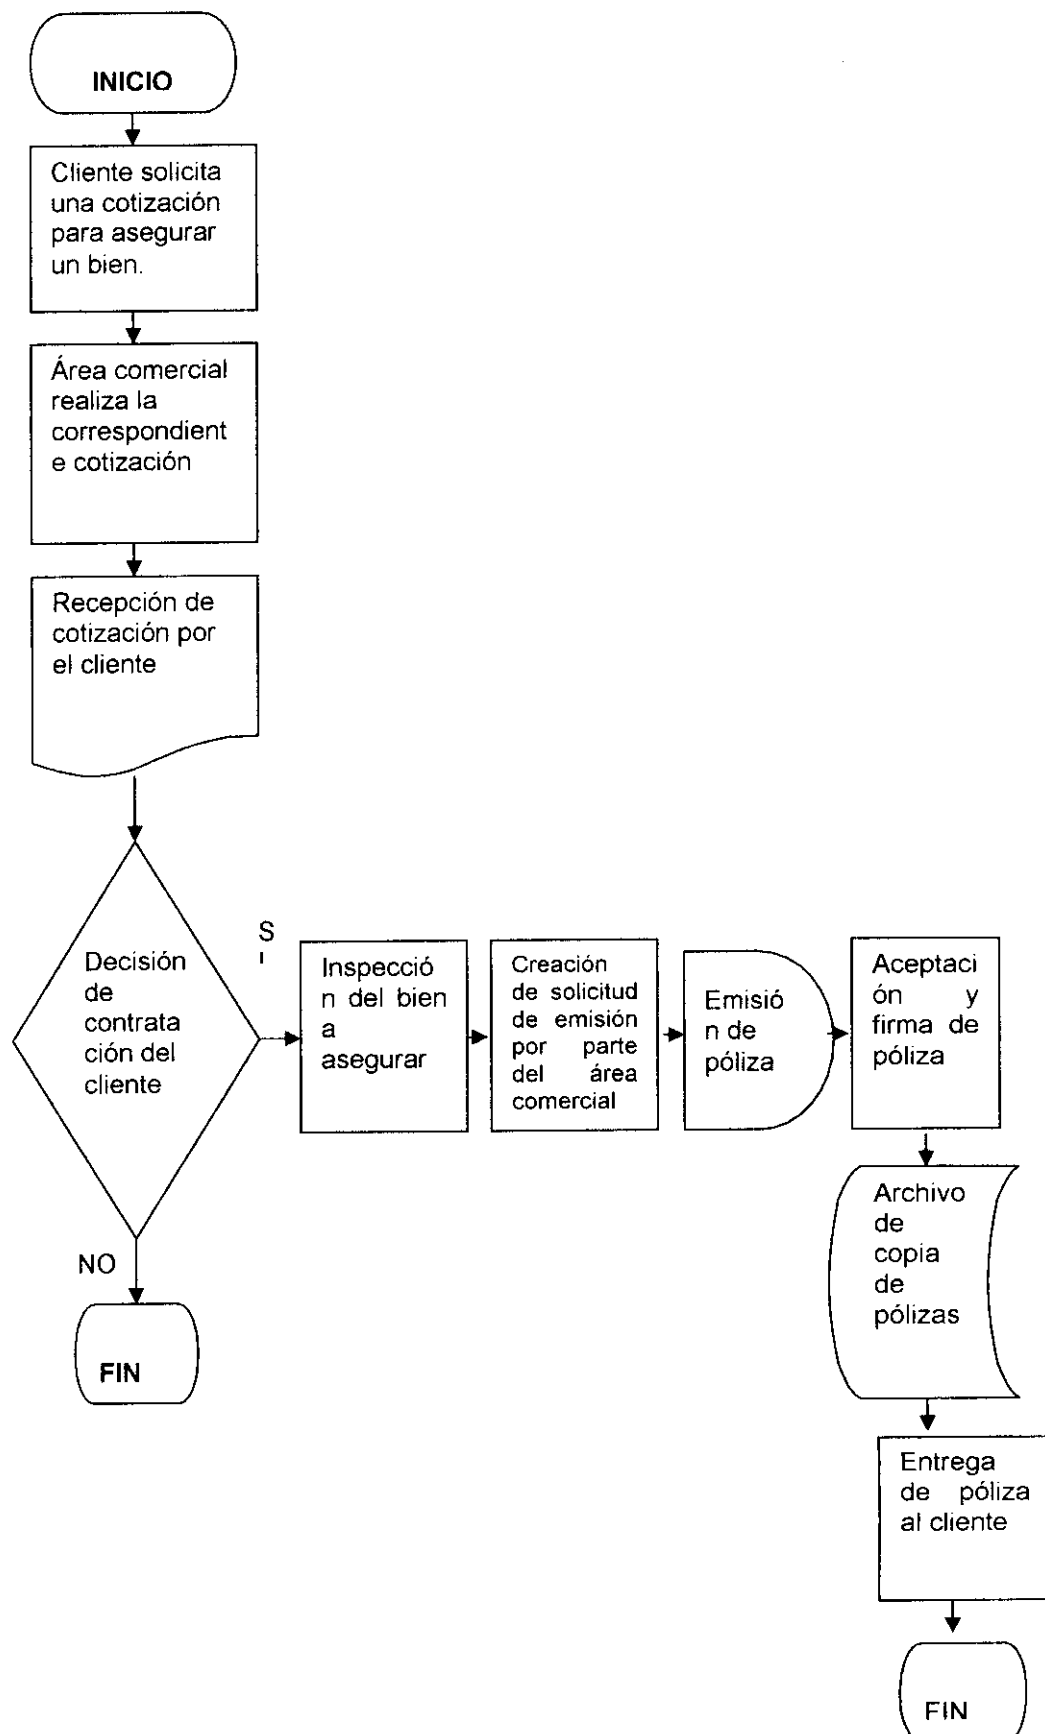 INICIO
Cliente solicita
una cotización
para asegurar
un bien.
Área comercial
realiza la
correspondient
e cotización
Recepción de
cotización por
el cliente
Decisión
de
contrata
ción del
cliente
S
NO
FIN
Inspecció
n del bien
a
asegurar
Creación
de solicitud
de emisión
por parte
del área
comercial
Emisió
n de
póliza
Aceptaci
ón y
firma de
póliza
Archivo
de
copia
de
pólizas
Entrega
de póliza
al cliente
FIN